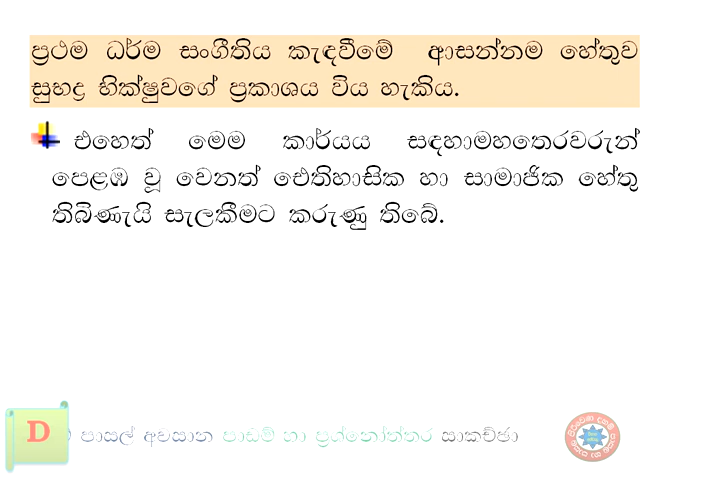 ප්‍රථම ධර්ම සංගීතිය කැඳවීමේ ආසන්නම හේතුව
සුභද්‍ර භික්ෂුවගේ ප්‍රකාශය විය හැකිය.
එහෙත් මෙම කාර්යය සඳහාමහතෙරවරුන්
පෙළඹ වූ වෙනත් ඓතිහාසික හා සාමාජික හේතු
තිබිණැයි සැලකීමට කරුණු තිබේ.
D පාසල් අවසාන පාඩම් හා ප්‍රශ්නෝත්තර සාකච්ඡා